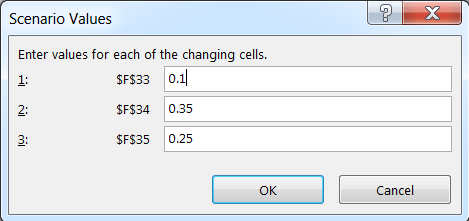 Scenario Values
?
Enter values for each of the changing cells.
1: $F$33 0.1
2: $F$34 0.35
3: $F$35 0.25
OK Cancel